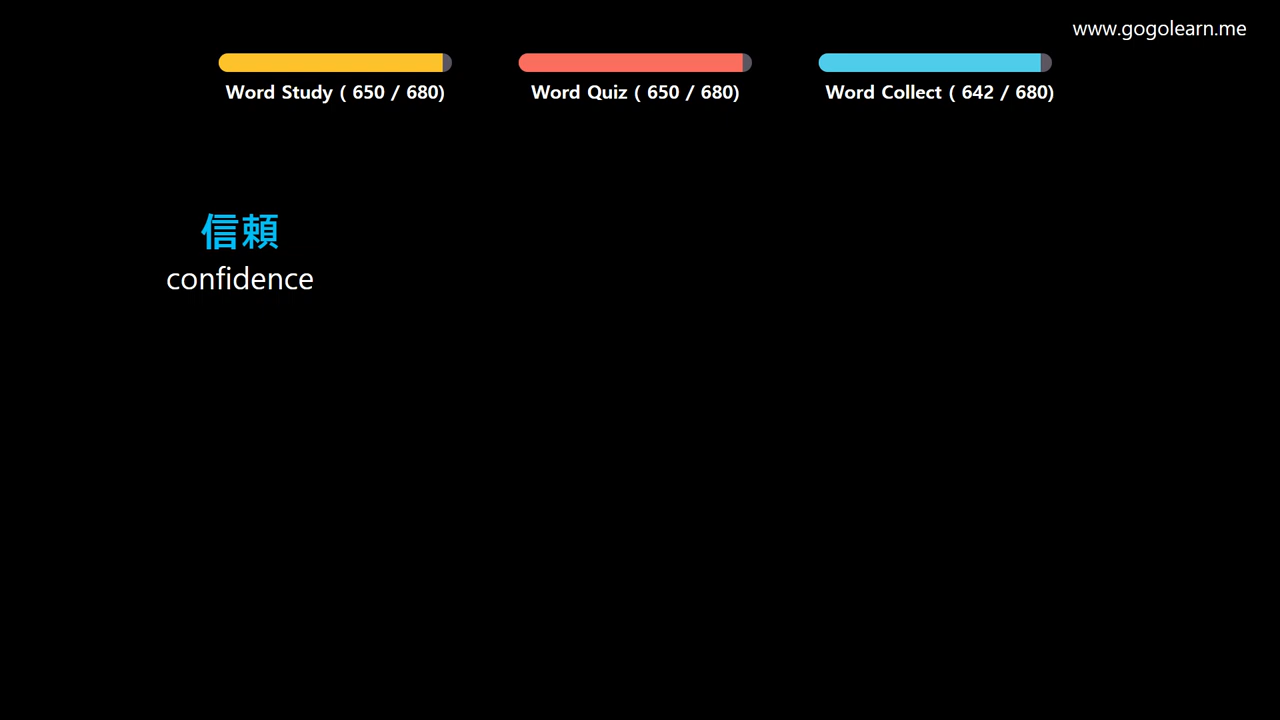 www.gogolearn.me
Word Study ( 650 / 680)
Word Quiz ( 650 / 680)
Word Collect ( 642 / 680)
信頼
confidence